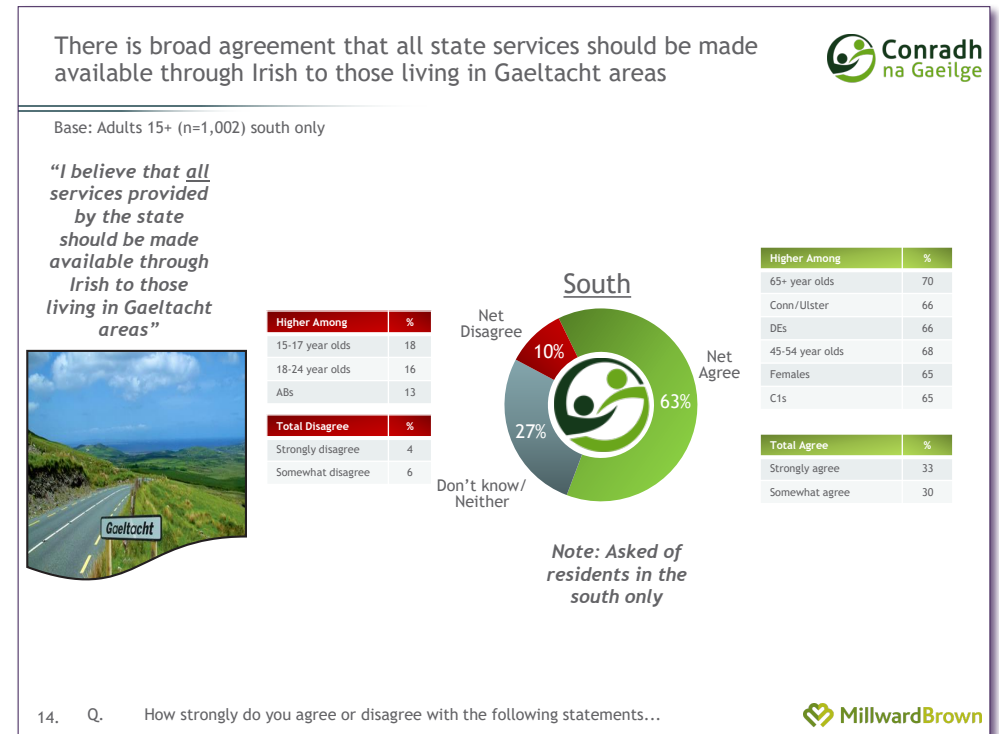 There is broad agreement that all state services should be made
available through Irish to those living in Gaeltacht areas
Conradh
na Gaeilge
Base: Adults 15+ (n=1,002) south only
“I believe that all
services provided
by the state
should be made
available through
Irish to those
living in Gaeltacht
areas”
Gaeltacht
Higher Among %
15-17 year olds 18
18-24 year olds 16
ABs 13
Total Disagree %
Strongly disagree 4
Somewhat disagree 6
South
Net
Disagree
10%
Net
Agree
63%
27%
Don’t know/
Neither
Note: Asked of
residents in the
south only
Higher Among %
65+ year olds 70
Conn/Ulster 66
DEs 66
45-54 year olds 68
Females 65
C1s 65
Total Agree %
Strongly agree 33
Somewhat agree 30
14. Q. How strongly do you agree or disagree with the following statements...
MillwardBrown